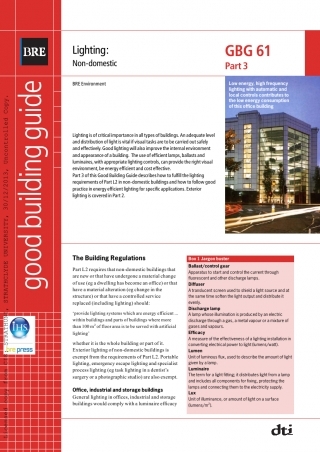 Lighting:
Non-domestic
GBG 61
Part 3
BRE
BRE Environment
Low energy, high frequency
lighting with automatic and
local controls contributes to
the low energy consumption
of this office building
good building guide
Lighting is of critical importance in all types of buildings. An adequate level
and distribution of light is vital if visual tasks are to be carried out safely
and effectively. Good lighting will also improve the internal environment
and appearance of a building. The use of efficient lamps, ballasts and
luminaires, with appropriate lighting controls, can provide the right visual
environment, be energy efficient and cost effective.
Part 3 of this Good Building Guide describes how to fulfil the lighting
requirements of Part L2 in non-domestic buildings and how to follow good
practice in energy efficient lighting for specific applications. Exterior
lighting is covered in Part 2.
The Building Regulations
Part L2 requires that non-domestic buildings that
are new or that have undergone a material change
of use (eg a dwelling has become an office) or that
have a material alteration (eg change in the
structure) or that have a controlled service
replaced (including lighting) should:
'provide lighting systems which are energy efficient…
within buildings and parts of buildings where more
than 100 m² of floor area is to be served with artificial
lighting'
whether it is the whole building or part of it.
Exterior lighting of non-domestic buildings is
exempt from the requirements of Part L2. Portable
lighting, emergency escape lighting and specialist
process lighting (eg task lighting in a dentist's
surgery or a photographic studio) are also exempt.
Office, industrial and storage buildings
General lighting in offices, industrial and storage
buildings would comply with a luminaire efficacy
Box 1 Jargon buster
Ballast/control gear
Apparatus to start and control the current through
fluorescent and other discharge lamps.
Diffuser
A translucent screen used to shield a light source and at
the same time soften the light output and distribute it
evenly.
Discharge lamp
A lamp where illumination is produced by an electric
discharge through a gas, a metal vapour or a mixture of
gases and vapours.
Efficacy
A measure of the effectiveness of a lighting installation in
converting electrical power to light (lumens/watt).
Lumen
Unit of luminous flux, used to describe the amount of light
given by a lamp.
Luminaire
The term for a light fitting; it distributes light from a lamp
and includes all components for fixing, protecting the
lamps and connecting them to the electricity supply.
Lux
Unit of illuminance, or amount of light on a surface
(lumens/m²).
IHS
bre press
dti
STRATHCLYDE UNIVERSITY, 30/11/2013, Uncontrolled Copy,